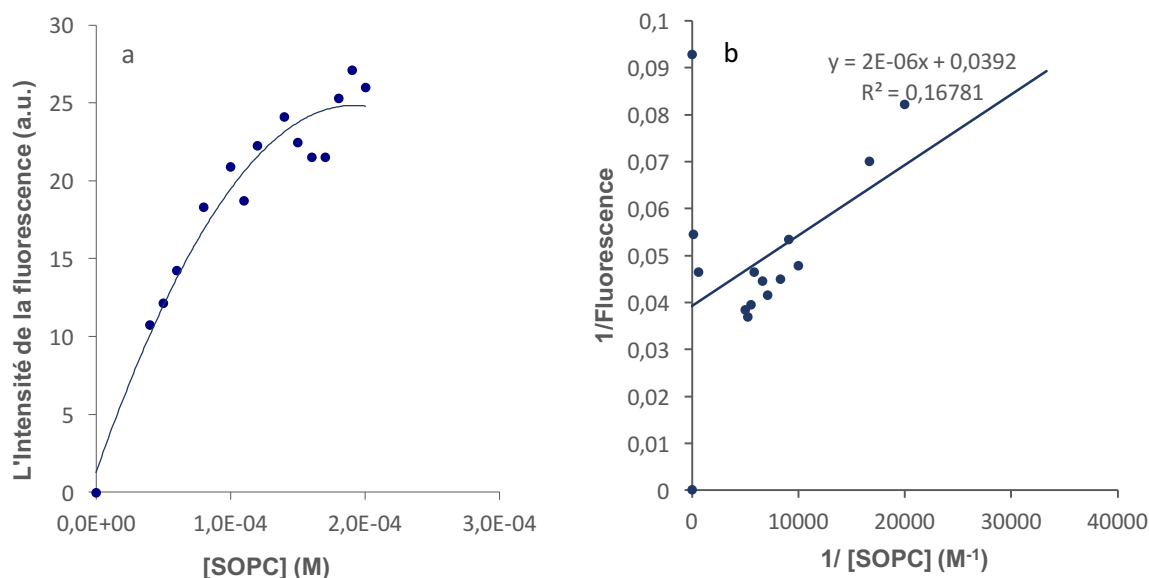 a
L'Intensité de la fluorescence (a.u.)
30
25
20
15
10
5
0
0,0E+00 1,0E-04 2,0E-04 3,0E-04
[SOPC] (M)
b
y = 2E-06x + 0,0392
R² = 0,16781
1/Fluorescence
0,1
0,09
0,08
0,07
0,06
0,05
0,04
0,03
0,02
0,01
0
0 10000 20000 30000 40000
1/ [SOPC] (M⁻¹)